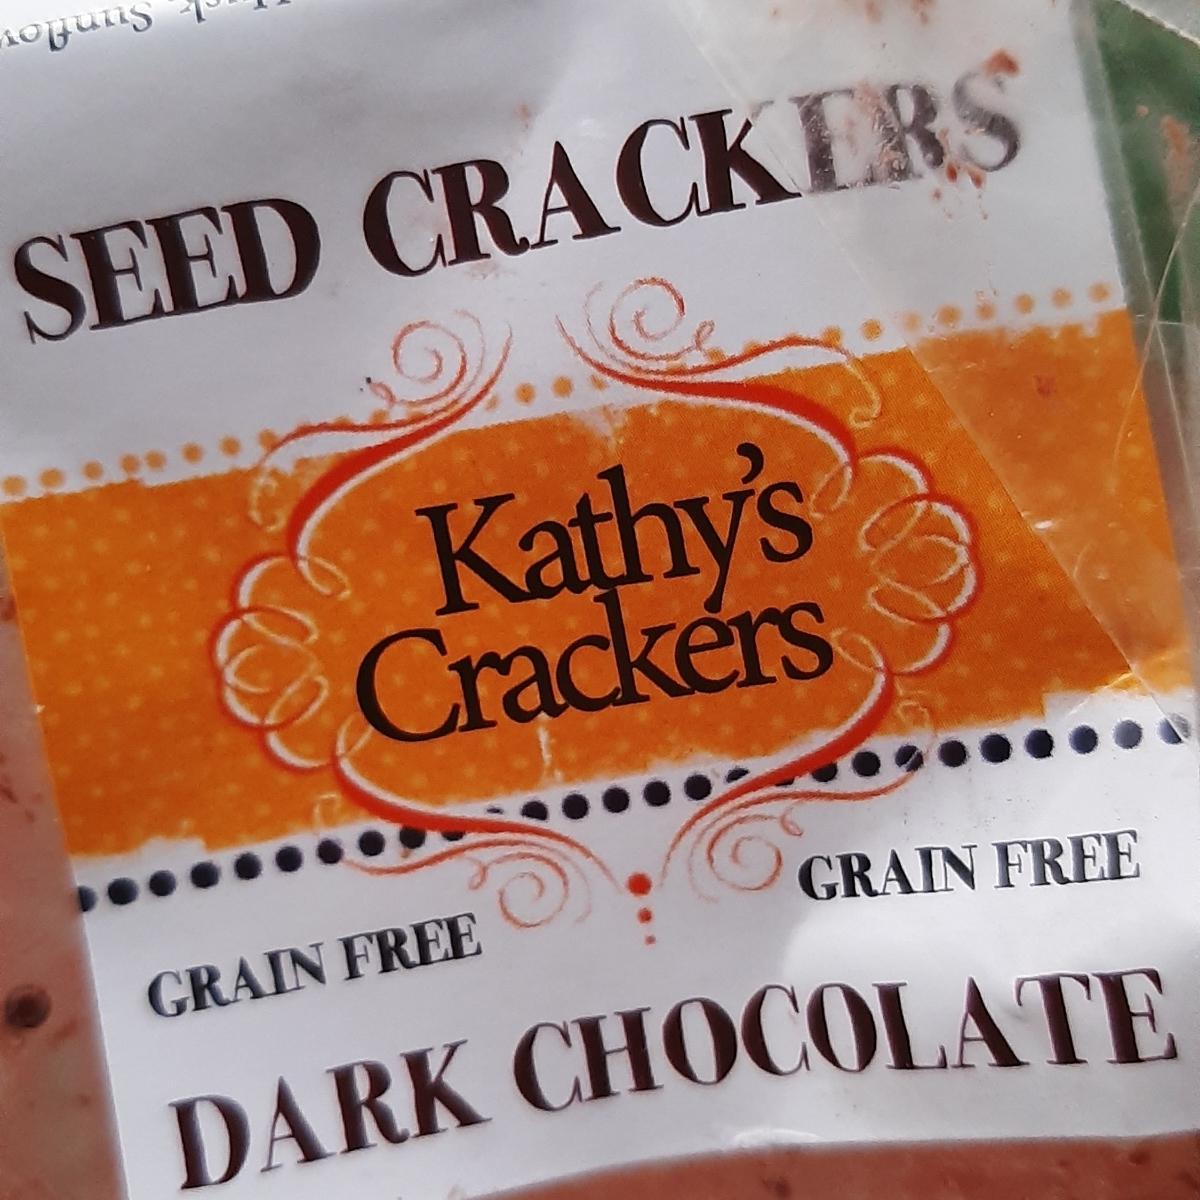 SEED CRACKERS
Kathy's
Crackers
GRAIN FREE
GRAIN FREE
DARK CHOCOLATE